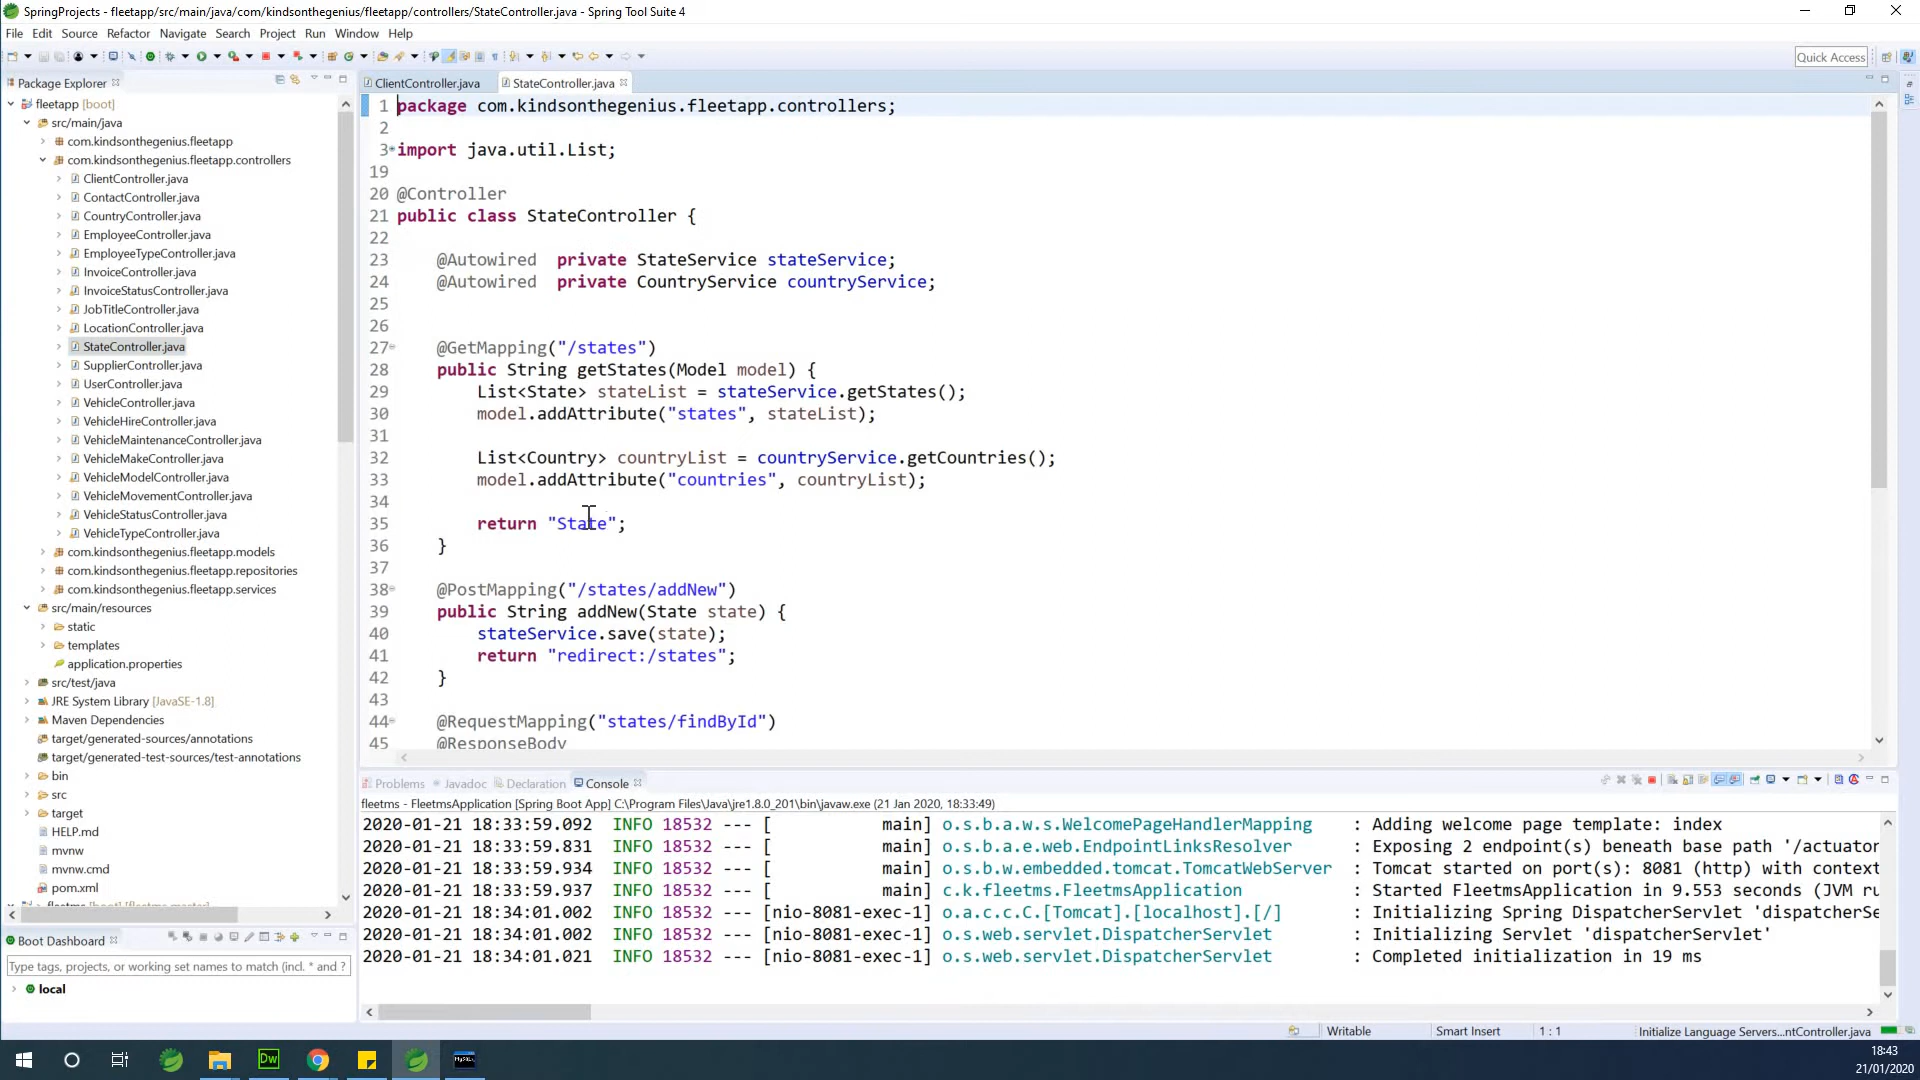 SpringProjects - fleetapp/src/main/java/com/kindsonthegenius/fleetapp/controllers/StateController.java - Spring Tool Suite 4
File Edit Source Refactor Navigate Search Project Run Window Help
Quick Access
Package Explorer
fleetapp [boot]
src/main/java
com.kindsonthegenius.fleetapp
com.kindsonthegenius.fleetapp.controllers
ClientController.java
ContactController.java
CountryController.java
EmployeeController.java
EmployeeTypeController.java
InvoiceController.java
InvoiceStatusController.java
JobTitleController.java
LocationController.java
StateController.java
SupplierController.java
UserController.java
VehicleController.java
VehicleHireController.java
VehicleMaintenanceController.java
VehicleMakeController.java
VehicleModelController.java
VehicleMovementController.java
VehicleStatusController.java
VehicleTypeController.java
com.kindsonthegenius.fleetapp.models
com.kindsonthegenius.fleetapp.repositories
com.kindsonthegenius.fleetapp.services
src/main/resources
static
templates
application.properties
src/test/java
JRE System Library [JavaSE-1.8]
Maven Dependencies
target/generated-sources/annotations
target/generated-test-sources/test-annotations
bin
src
target
HELP.md
mvnw
mvnw.cmd
pom.xml
Boot Dashboard
Type tags, projects, or working set names to match (incl. * and ?
local
ClientController.java StateController.java
1 package com.kindsonthegenius.fleetapp.controllers;
2
3 import java.util.List;
19
20 @Controller
21 public class StateController {
22
23 @Autowired private StateService stateService;
24 @Autowired private CountryService countryService;
25
26
27 @GetMapping("/states")
28 public String getStates(Model model) {
29 List<State> stateList = stateService.getStates();
30 model.addAttribute("states", stateList);
31
32 List<Country> countryList = countryService.getCountries();
33 model.addAttribute("countries", countryList);
34
35 return "State";
36 }
37
38 @PostMapping("/states/addNew")
39 public String addNew(State state) {
40 stateService.save(state);
41 return "redirect:/states";
42 }
43
44 @RequestMapping("states/findById")
45 @ResponseBody
Problems Javadoc Declaration Console
fleetms - FleetmsApplication [Spring Boot App] C:\Program Files\Java\jre1.8.0_201\bin\javaw.exe (21 Jan 2020, 18:33:49)
2020-01-21 18:33:59.092 INFO 18532 --- [ main] o.s.b.a.w.s.WelcomePageHandlerMapping : Adding welcome page template: index
2020-01-21 18:33:59.831 INFO 18532 --- [ main] o.s.b.a.e.web.EndpointLinksResolver : Exposing 2 endpoint(s) beneath base path '/actuator
2020-01-21 18:33:59.934 INFO 18532 --- [ main] o.s.b.w.embedded.tomcat.TomcatWebServer : Tomcat started on port(s): 8081 (http) with context
2020-01-21 18:33:59.937 INFO 18532 --- [ main] c.k.fleetms.FleetmsApplication : Started FleetmsApplication in 9.553 seconds (JVM ru
2020-01-21 18:34:01.002 INFO 18532 --- [nio-8081-exec-1] o.a.c.c.C.[Tomcat].[localhost].[/] : Initializing Spring DispatcherServlet 'dispatcherSe
2020-01-21 18:34:01.002 INFO 18532 --- [nio-8081-exec-1] o.s.web.servlet.DispatcherServlet : Initializing Servlet 'dispatcherServlet'
2020-01-21 18:34:01.021 INFO 18532 --- [nio-8081-exec-1] o.s.web.servlet.DispatcherServlet : Completed initialization in 19 ms
Writable Smart Insert 1 : 1 Initialize Language Servers...ntController.java
Dw
MySQL
18:43
21/01/2020